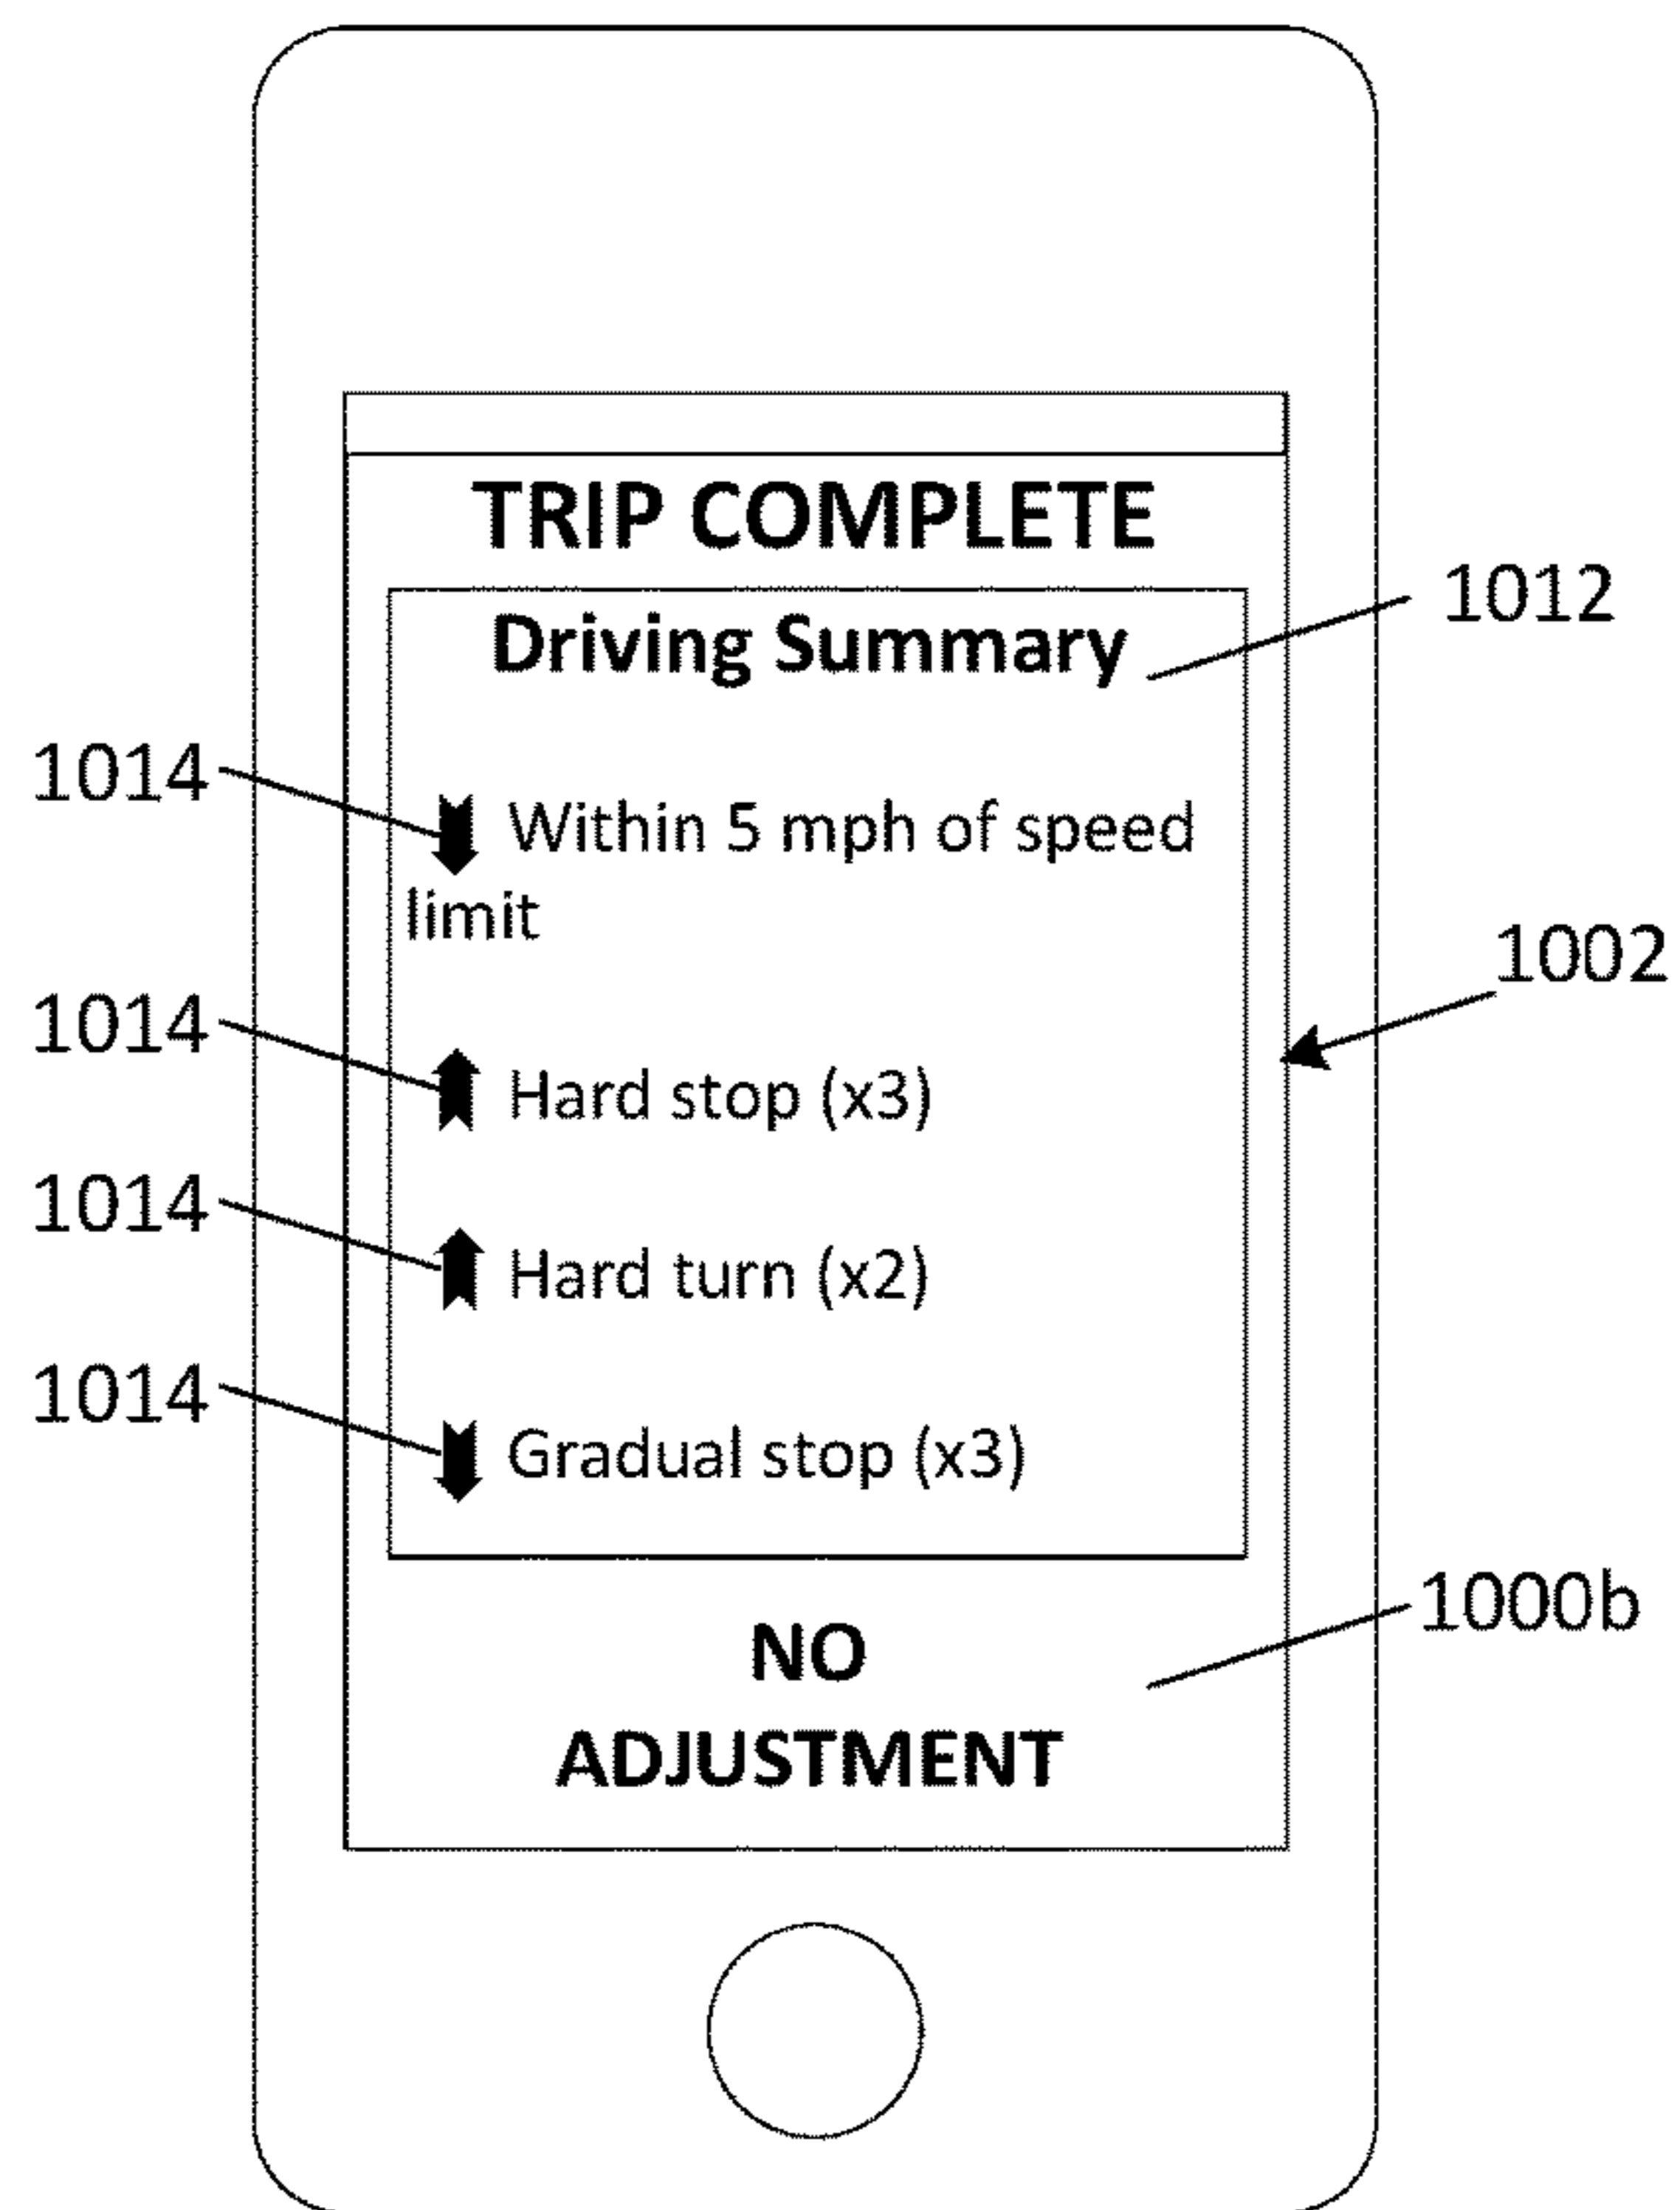 TRIP COMPLETE
1012
Driving Summary
1014
Within 5 mph of speed
limit
1002
1014
Hard stop (x3)
1014
Hard turn (x2)
1014
Gradual stop (x3)
1000b
NO
ADJUSTMENT